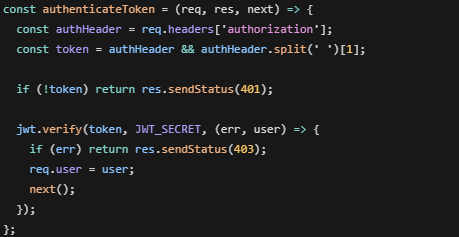 const authenticateToken = (req, res, next) => {
  const authHeader = req.headers['authorization'];
  const token = authHeader && authHeader.split(' ')[1];

  if (!token) return res.sendStatus(401);

  jwt.verify(token, JWT_SECRET, (err, user) => {
    if (err) return res.sendStatus(403);
    req.user = user;
    next();
  });
};